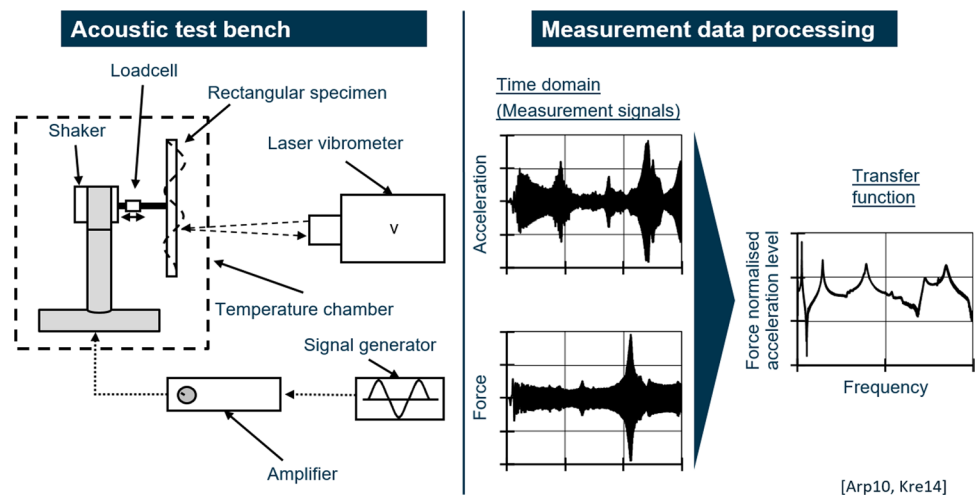 Acoustic test bench
Loadcell
Rectangular specimen
Shaker
Laser vibrometer
v
Temperature chamber
Signal generator
Amplifier
Measurement data processing
Time domain
(Measurement signals)
Acceleration
Force
Transfer
function
Force normalised
acceleration level
Frequency
[Arp10, Kre14]